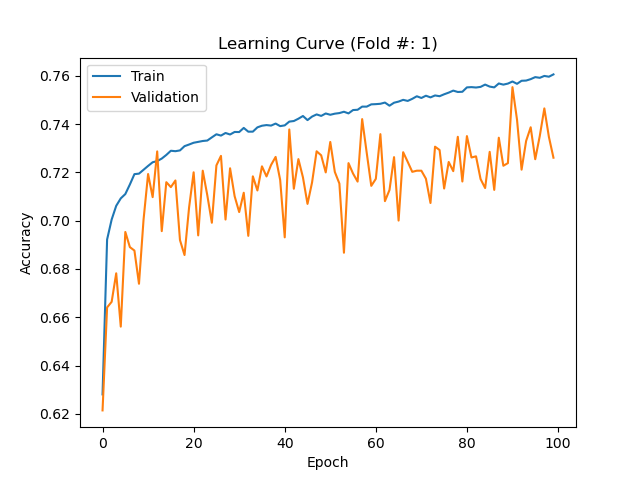 Learning Curve (Fold #: 1)
Train
Validation
0.76
0.74
0.72
0.70
0.68
0.66
0.64
0.62
Accuracy
0 20 40 60 80 100
Epoch